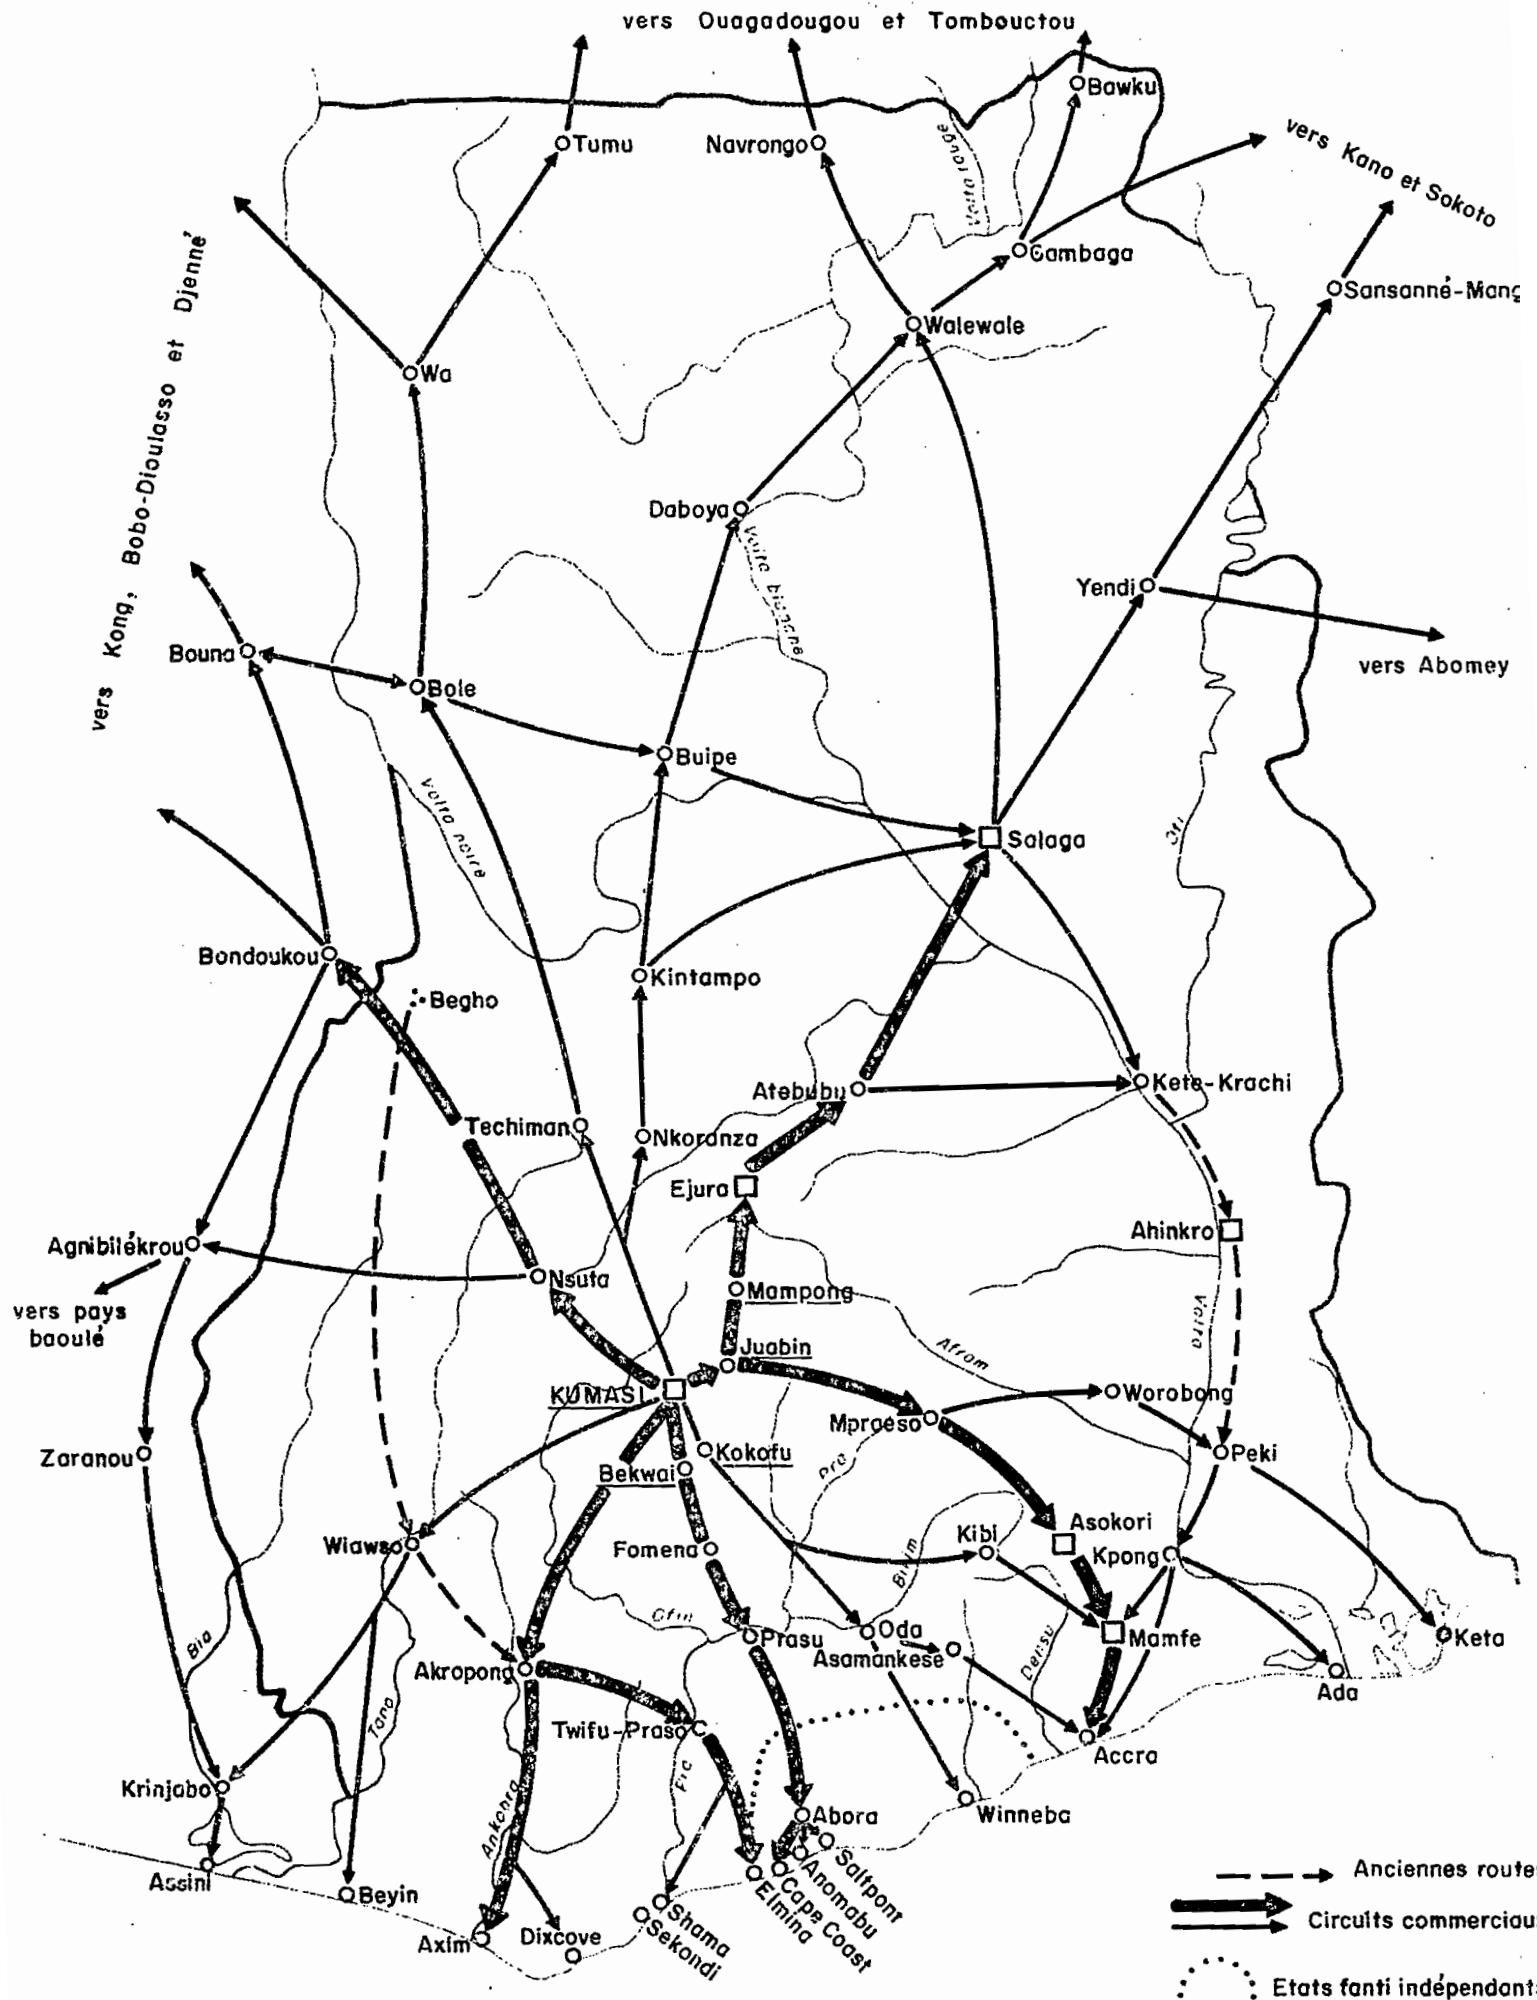 vers Ouagadougou et Tombouctou
Bawku
Tumu
Navrongo
Volta rouge
vers Kano et Sokoto
Gambaga
Sansanné-Mang
vers Kong, Bobo-Dioulasso et Djenné
Walewale
Wa
Daboya
Volta blanche
Yendi
vers Abomey
Bouna
Bole
Buipe
Volta noire
Oti
Salaga
Bondoukou
Begho
Kintampo
Atebubu
Kete-Krachi
Techiman
Nkoranza
Ejura
Ahinkro
Agnibilékrou
Nsuta
Mampong
vers pays
baoulé
Volta
Afram
Juabin
KUMASI
Worobong
Mpraeso
Zaranou
Kokofu
Pra
Peki
Bekwai
Asokori
Wiawso
Fomena
Kibi
Kpong
Birim
Ofin
Bia
Prasu
Oda
Mamfe
Keta
Asamankese
Densu
Akropong
Ada
Tano
Twifu-Praso
Accra
Pra
Krinjabo
Ankobra
Abora
Winneba
Saltpont
Anomabu
Cape Coast
Elmina
Assini
Beyin
Shama
Sekondi
Axim
Dixcove
Anciennes route
Circuits commerciau
Etats fanti indépendant